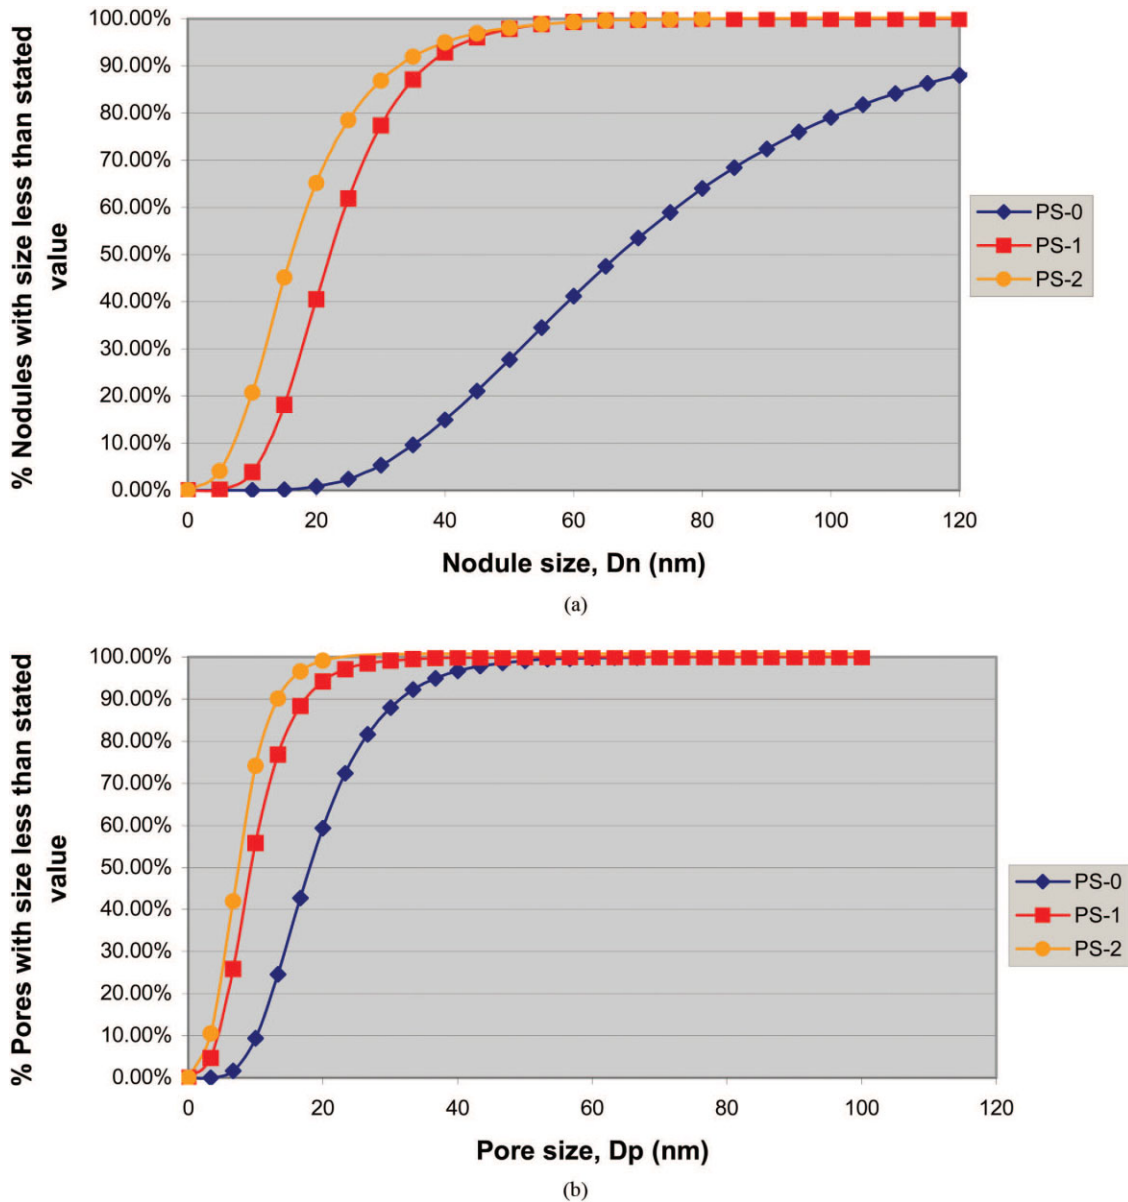 100.00%
90.00%
80.00%
70.00%
60.00%
50.00%
40.00%
30.00%
20.00%
10.00%
0.00%
% Nodules with size less than stated
value
0 20 40 60 80 100 120
Nodule size, Dn (nm)
PS-0
PS-1
PS-2
(a)
100.00%
90.00%
80.00%
70.00%
60.00%
50.00%
40.00%
30.00%
20.00%
10.00%
0.00%
% Pores with size less than stated
value
0 20 40 60 80 100 120
Pore size, Dp (nm)
PS-0
PS-1
PS-2
(b)